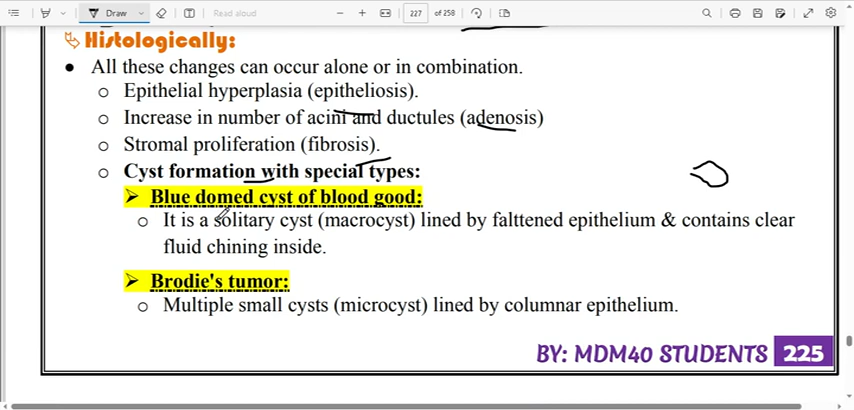 Draw
Read aloud
227 of 258
Histologically:
● All these changes can occur alone or in combination.
o Epithelial hyperplasia (epitheliosis).
o Increase in number of acini and ductules (adenosis)
o Stromal proliferation (fibrosis).
o Cyst formation with special types:
➢ Blue domed cyst of blood good:
o It is a solitary cyst (macrocyst) lined by falttened epithelium & contains clear
fluid chining inside.
➢ Brodie's tumor:
o Multiple small cysts (microcyst) lined by columnar epithelium.
BY: MDM40 STUDENTS 225